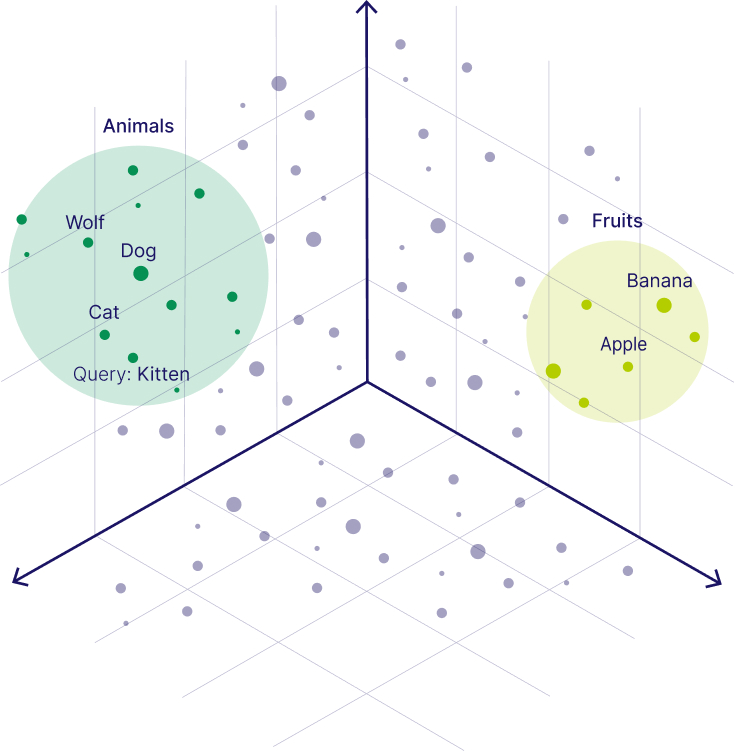 Animals
Wolf
Dog
Cat
Query: Kitten
Fruits
Banana
Apple